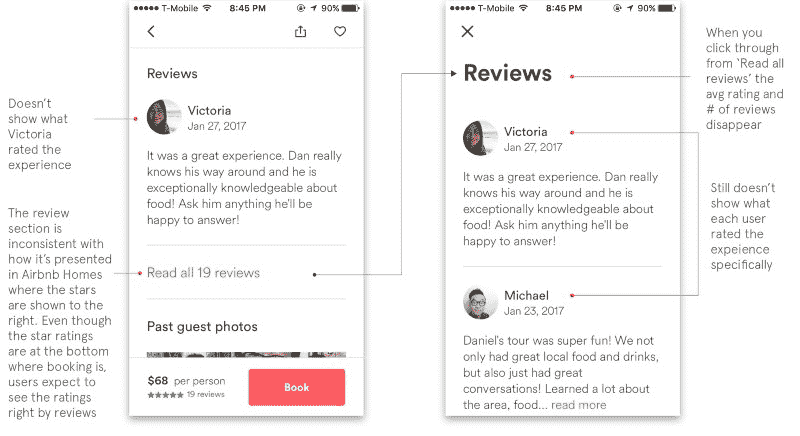 T-Mobile
8:45 PM
90%
Reviews
Victoria
Jan 27, 2017
It was a great experience. Dan really
knows his way around and he is
exceptionally knowledgeable about
food! Ask him anything he'll be
happy to answer!
Read all 19 reviews
Past guest photos
$68 per person
19 reviews
Book
Doesn't
show what
Victoria
rated the
experience
The review
section is
inconsistent with
how it's presented
in Airbnb Homes
where the stars
are shown to the
right. Even though
the star ratings
are at the bottom
where booking is,
users expect to
see the ratings
right by reviews
T-Mobile
8:45 PM
90%
Reviews
Victoria
Jan 27, 2017
It was a great experience. Dan really
knows his way around and he is
exceptionally knowledgeable about
food! Ask him anything he'll be
happy to answer!
Michael
Jan 23, 2017
Daniel's tour was super fun! We not
only had great local food and drinks,
but also just had great
conversations! Learned a lot about
the area, food... read more
When you
click through
from 'Read all
reviews' the
avg rating and
# of reviews
disappear
Still doesn't
show what
each user
rated the
expeience
specifically